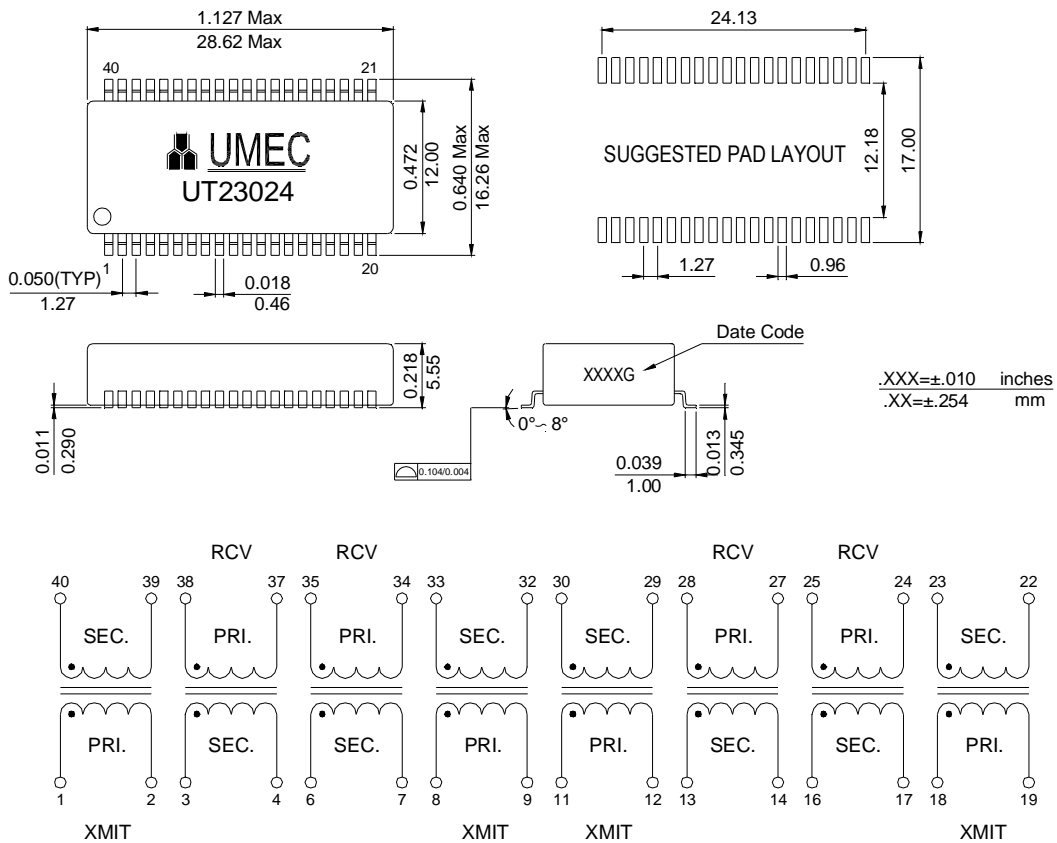 1.127 Max
28.62 Max
40
21
UMEC
UT23024
0.472
12.00
0.640 Max
16.26 Max
1
20
0.050(TYP)
1.27
0.018
0.46
24.13
SUGGESTED PAD LAYOUT
12.18
17.00
1.27
0.96
0.218
5.55
0.011
0.290
Date Code
XXXXG
0°~8°
0.104/0.004
0.039
1.00
0.013
0.345
.XXX=±.010 inches
.XX=±.254 mm
RCV RCV RCV RCV
40 39 38 37 35 34 33 32 30 29 28 27 25 24 23 22
SEC. PRI. PRI. SEC. SEC. PRI. PRI. SEC.
PRI. SEC. SEC. PRI. PRI. SEC. SEC. PRI.
1 2 3 4 6 7 8 9 11 12 13 14 16 17 18 19
XMIT XMIT XMIT XMIT